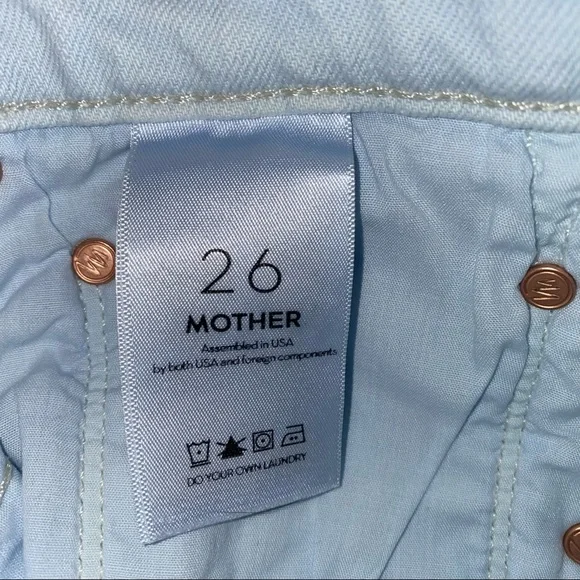 26
MOTHER
Assembled in USA
by both USA and foreign components
DO YOUR OWN LAUNDRY